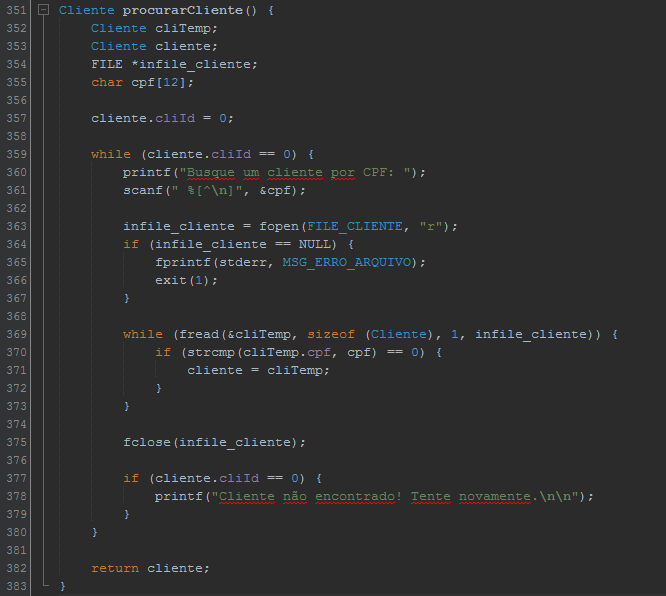 351 Cliente procurarCliente() {
352     Cliente cliTemp;
353     Cliente cliente;
354     FILE *infile_cliente;
355     char cpf[12];
356
357     cliente.cliId = 0;
358
359     while (cliente.cliId == 0) {
360         printf("Busque um cliente por CPF: ");
361         scanf(" %[^\n]", &cpf);
362
363         infile_cliente = fopen(FILE_CLIENTE, "r");
364         if (infile_cliente == NULL) {
365             fprintf(stderr, MSG_ERRO_ARQUIVO);
366             exit(1);
367         }
368
369         while (fread(&cliTemp, sizeof (Cliente), 1, infile_cliente)) {
370             if (strcmp(cliTemp.cpf, cpf) == 0) {
371                 cliente = cliTemp;
372             }
373         }
374
375         fclose(infile_cliente);
376
377         if (cliente.cliId == 0) {
378             printf("Cliente não encontrado! Tente novamente.\n\n");
379         }
380     }
381
382     return cliente;
383 }